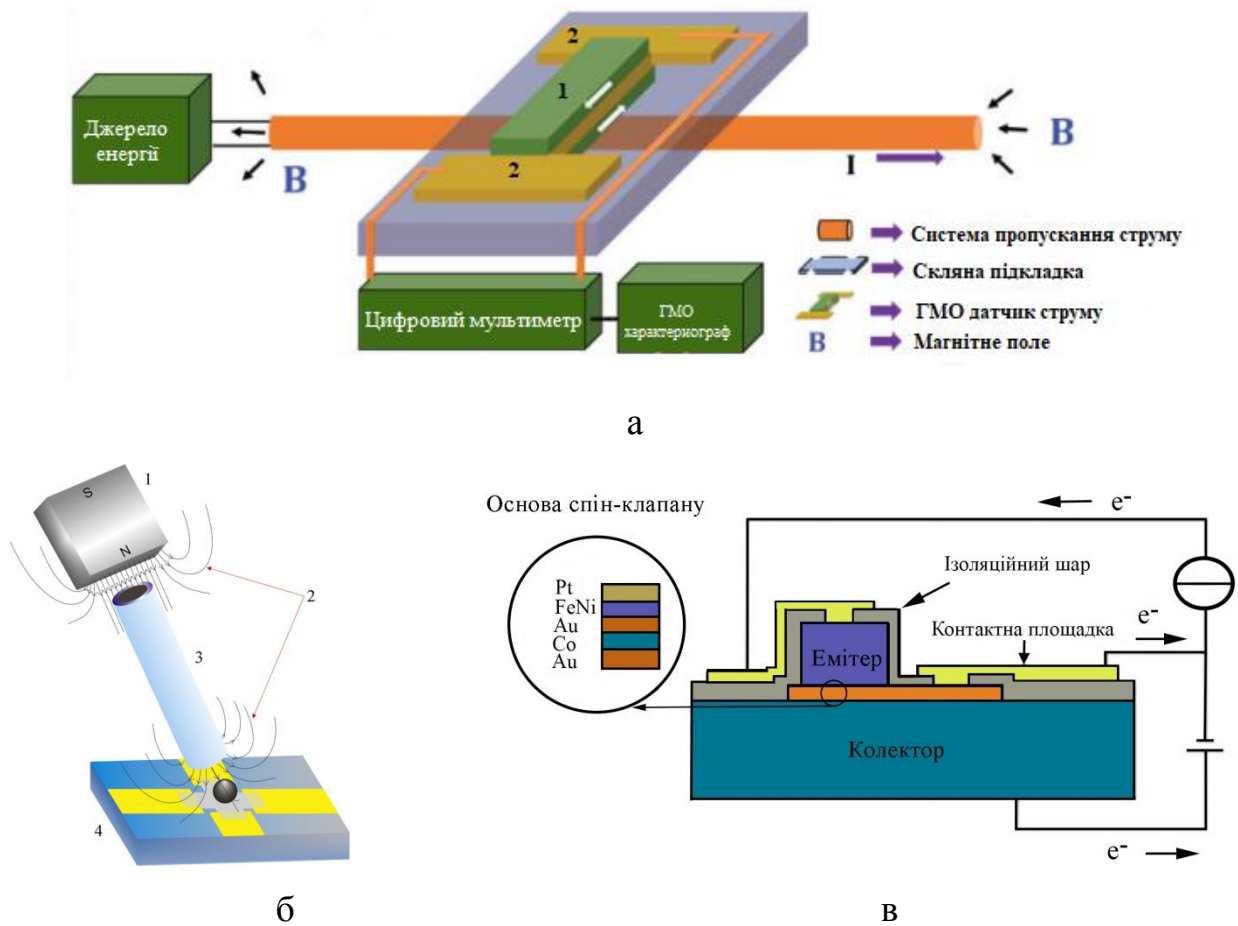 2
1
2
Джерело
енергії
B
B
I
Цифровий мультиметр
ГМО
характериограф
Система пропускання струму
Скляна підкладка
ГМО датчик струму
B
Магнітне поле
а
S
N
1
2
3
4
б
Основа спін-клапану
Pt
FeNi
Au
Co
Au
e-
Ізоляційний шар
e-
Контактна площадка
Емітер
Колектор
e-
в